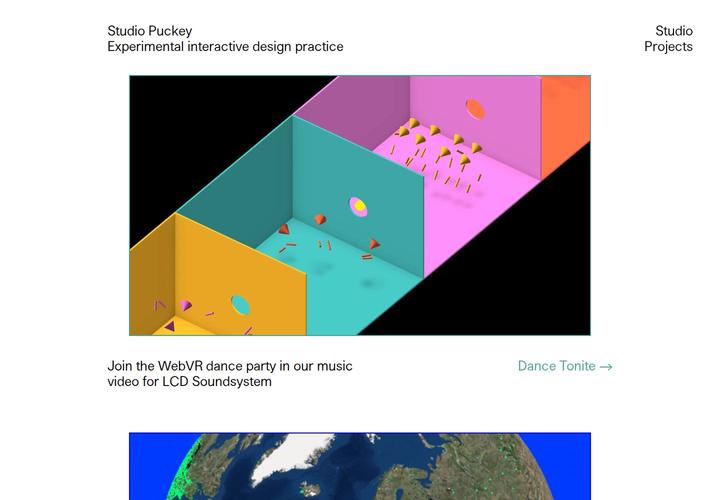 Studio Puckey
Experimental interactive design practice
Studio
Projects
Join the WebVR dance party in our music
video for LCD Soundsystem
Dance Tonite →